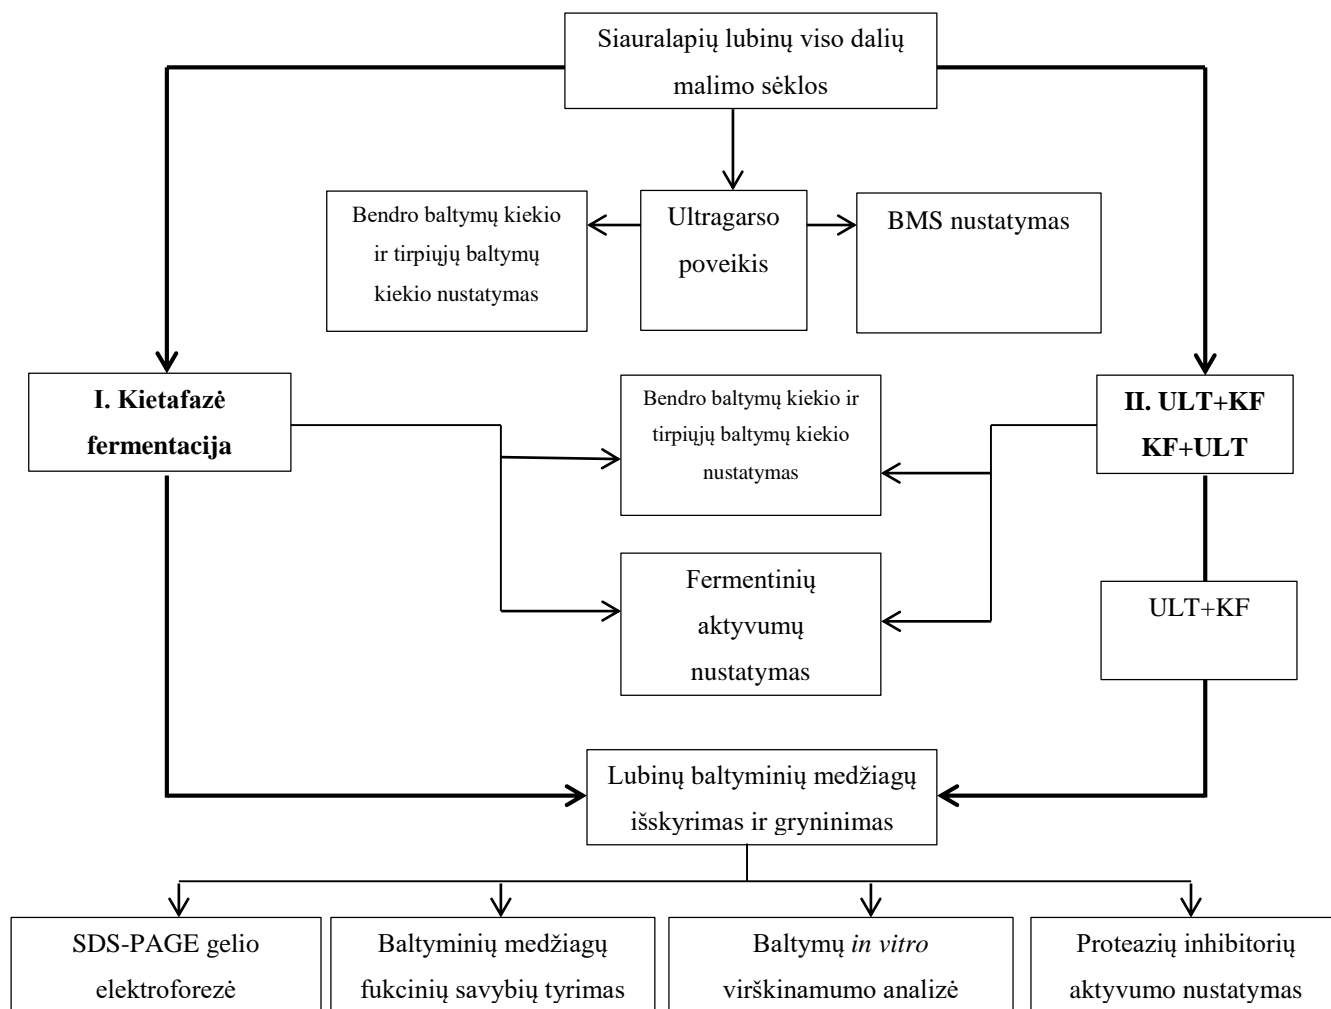 Siauralapių lubinų viso dalių
malimo sėklos
Bendro baltymų kiekio
ir tirpiųjų baltymų
kiekio nustatymas
Ultragarso
poveikis
BMS nustatymas
I. Kietafazė
fermentacija
Bendro baltymų kiekio ir
tirpiųjų baltymų kiekio
nustatymas
II. ULT+KF
KF+ULT
Fermentinių
aktyvumų
nustatymas
ULT+KF
Lubinų baltyminių medžiagų
išskyrimas ir gryninimas
SDS-PAGE gelio
elektroforezė
Baltyminių medžiagų
fukcinių savybių tyrimas
Baltymų in vitro
virškinamumo analizė
Proteazių inhibitorių
aktyvumo nustatymas